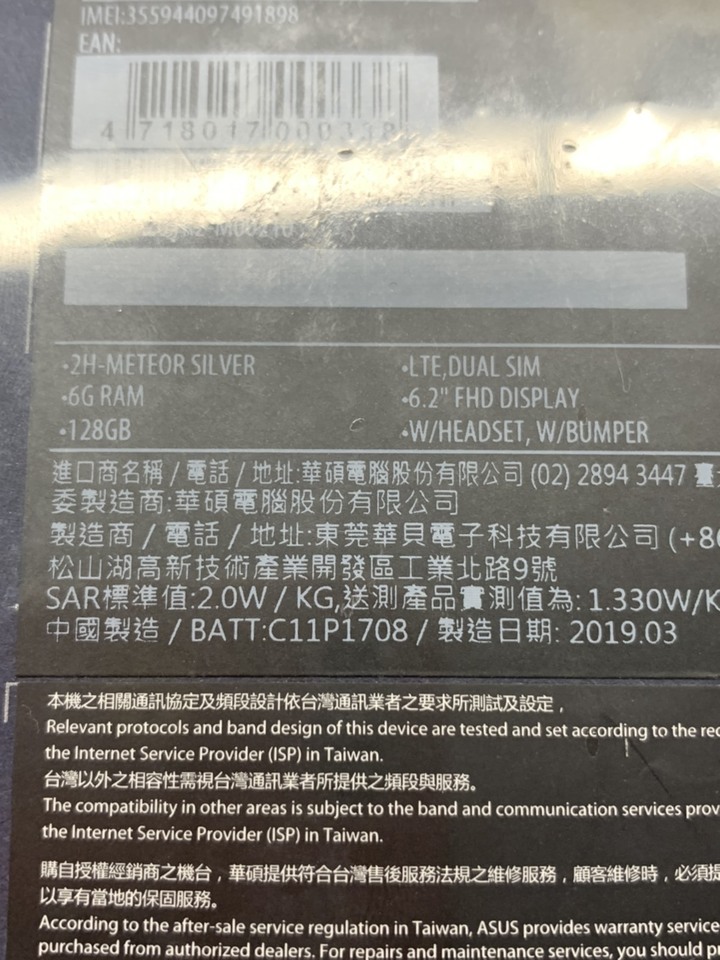 IMEI:355944097491898
EAN:
4 718017 000338
·2H-METEOR SILVER
·LTE,DUAL SIM
·6G RAM
·6.2" FHD DISPLAY
·128GB
·W/HEADSET, W/BUMPER
進口商名稱 / 電話 / 地址:華碩電腦股份有限公司 (02) 2894 3447 臺
委製造商:華碩電腦股份有限公司
製造商 / 電話 / 地址:東莞華貝電子科技有限公司 (+86
松山湖高新技術產業開發區工業北路9號
SAR標準值:2.0W / KG,送測產品實測值為: 1.330W/K
中國製造 / BATT:C11P1708 / 製造日期: 2019.03
本機之相關通訊協定及頻段設計依台灣通訊業者之要求所測試及設定，
Relevant protocols and band design of this device are tested and set according to the rec
the Internet Service Provider (ISP) in Taiwan.
台灣以外之相容性需視台灣通訊業者所提供之頻段與服務。
The compatibility in other areas is subject to the band and communication services prov
the Internet Service Provider (ISP) in Taiwan.
購自授權經銷商之機台，華碩提供符合台灣售後服務法規之維修服務，顧客維修時，必須提
以享有當地的保固服務。
According to the after-sale service regulation in Taiwan, ASUS provides warranty service
purchased from authorized dealers. For repairs and maintenance services, you should pr